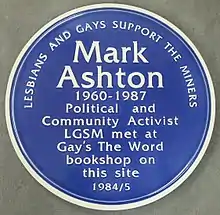 LESBIANS AND GAYS SUPPORT THE MINERS
Mark
Ashton
1960-1987
Political and
Community Activist
LGSM met at
Gay's The Word
bookshop on
this site
1984/5